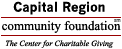 Capital Region
community foundation
The Center for Charitable Giving